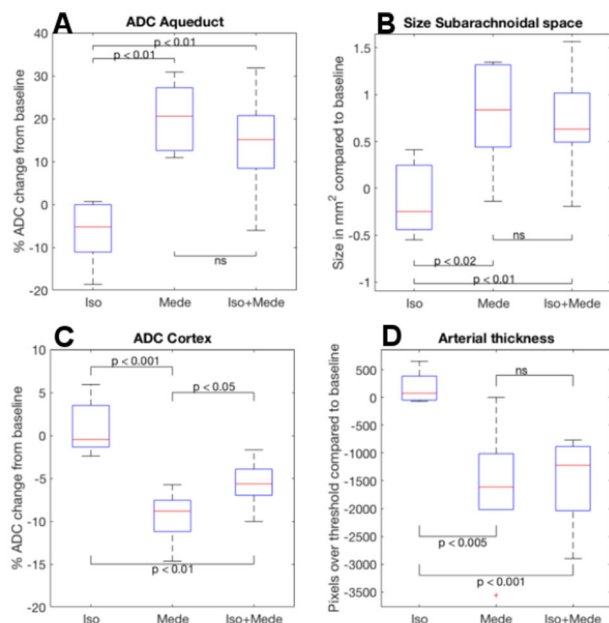 A
ADC Aqueduct
% ADC change from baseline
40
30
20
10
0
-10
-20
p < 0.01
p < 0.01
ns
Iso Mede Iso+Mede
B
Size Subarachnoidal space
Size in mm2 compared to baseline
1.5
1
0.5
0
-0.5
-1
ns
p < 0.02
p < 0.01
Iso Mede Iso+Mede
C
ADC Cortex
% ADC change from baseline
10
5
0
-5
-10
-15
-20
p < 0.001
p < 0.05
p < 0.01
Iso Mede Iso+Mede
D
Arterial thickness
Pixels over threshold compared to baseline
500
0
-500
-1000
-1500
-2000
-2500
-3000
-3500
ns
p < 0.005
p < 0.001
Iso Mede Iso+Mede